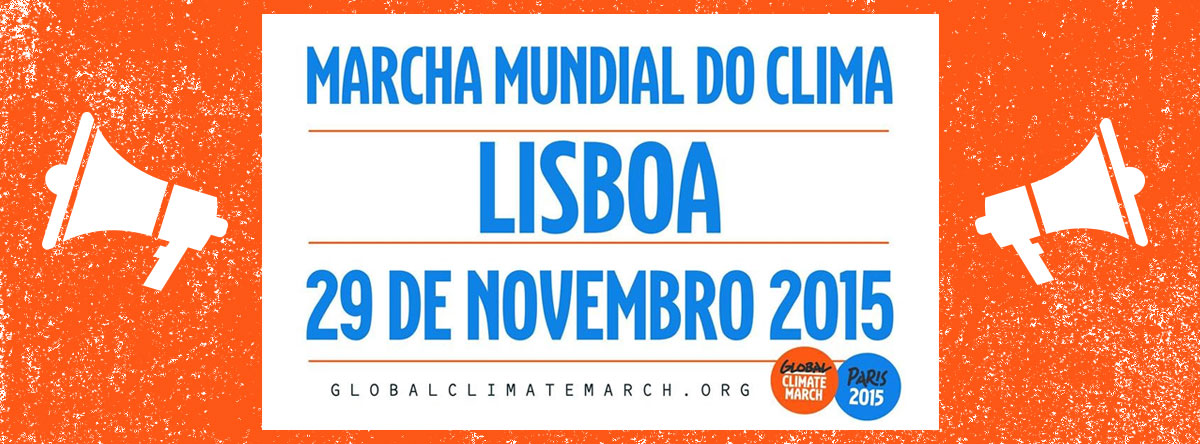 MARCHA MUNDIAL DO CLIMA
LISBOA
29 DE NOVEMBRO 2015
GLOBALCLIMATEMARCH.ORG
GLOBAL
CLIMATE
MARCH
PARIS
2015